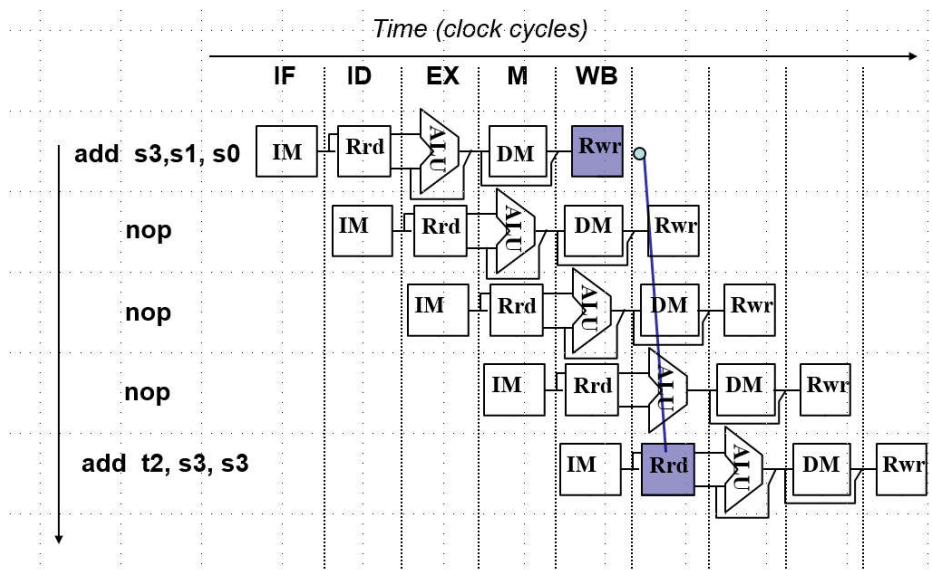 Time (clock cycles)
IF ID EX M WB
add s3,s1, s0 IM Rrd ALU DM Rwr
nop IM Rrd ALU DM Rwr
nop IM Rrd ALU DM Rwr
nop IM Rrd ALU DM Rwr
add t2, s3, s3 IM Rrd ALU DM Rwr